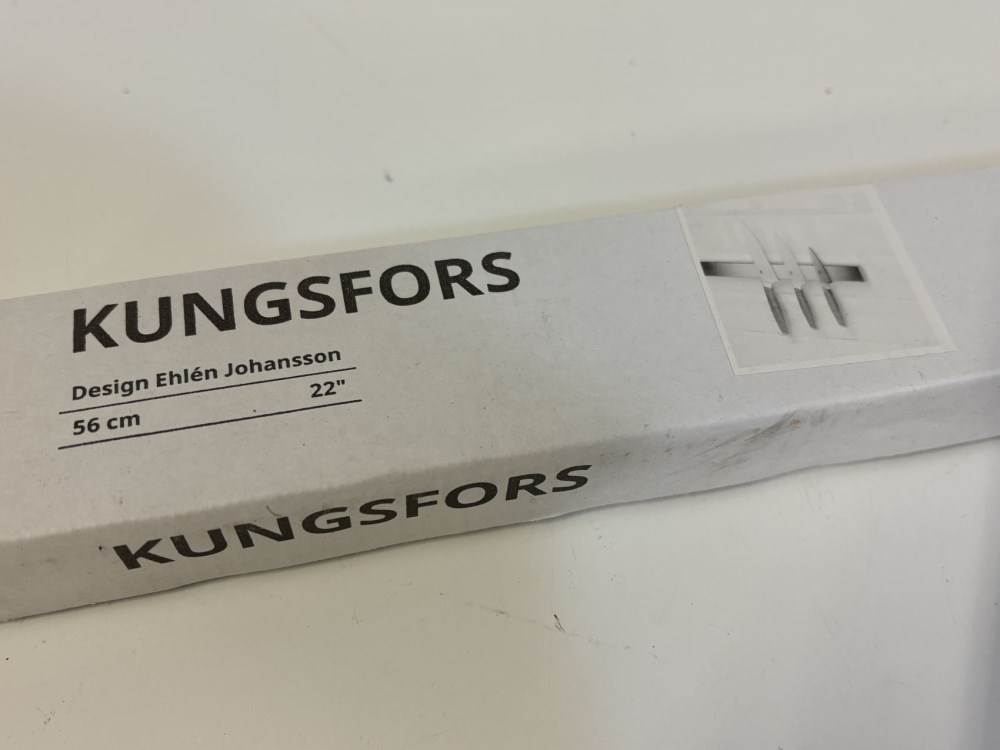 KUNGSFORS
Design Ehlén Johansson
56 cm 22"
KUNGSFORS